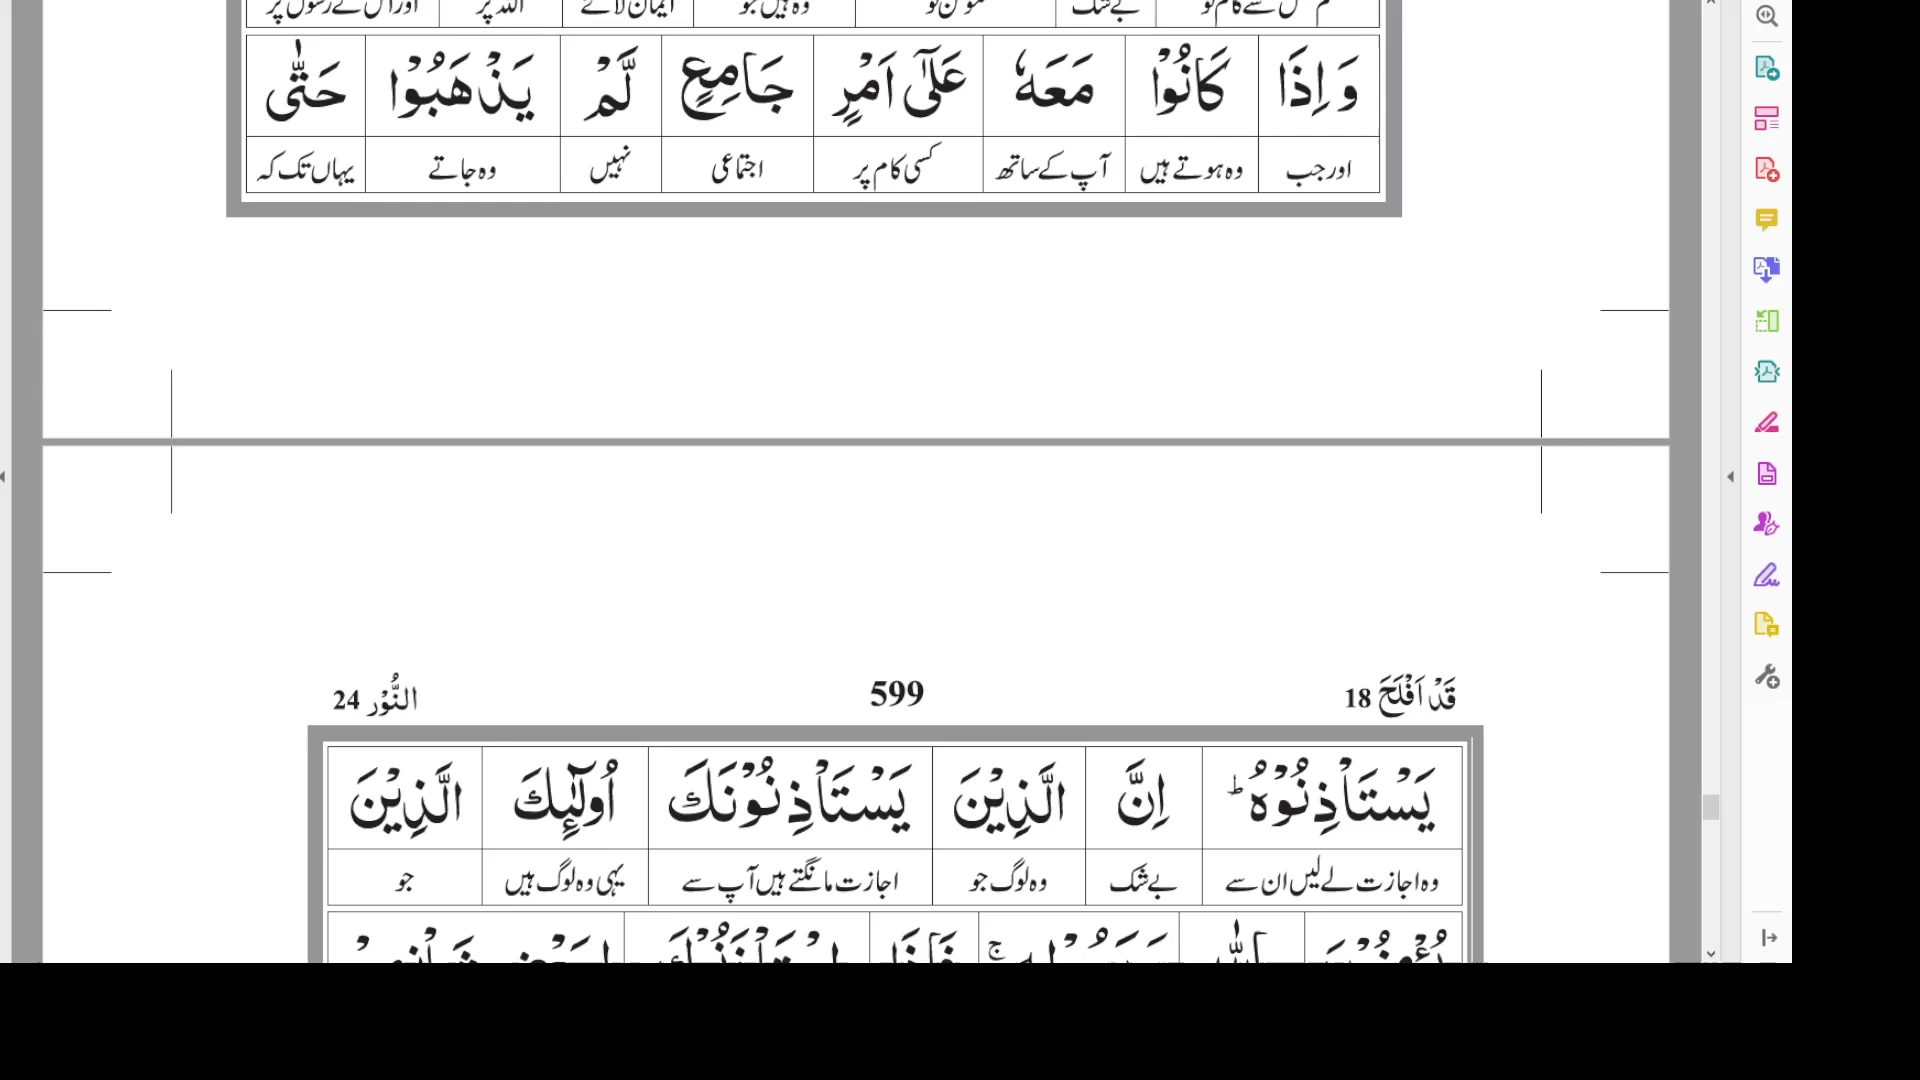 وَ اِذَا كَانُوْا مَعَهٗ عَلٰٓى اَمْرٍ جَامِعٍ لَّمْ يَذْهَبُوْا حَتّٰى
اور جب وہ ہوتے ہیں آپ کے ساتھ کسی کام پر اجتماعی نہیں وہ جاتے یہاں تک کہ
قَدْ اَفْلَحَ 18 599 النُّوْر 24
يَسْتَاْذِنُوْهُ ؕ اِنَّ الَّذِيْنَ يَسْتَاْذِنُوْنَكَ اُولٰٓئِكَ الَّذِيْنَ
وہ اجازت لے لیں ان سے بے شک وہ لوگ جو اجازت مانگتے ہیں آپ سے یہی وہ لوگ ہیں جو